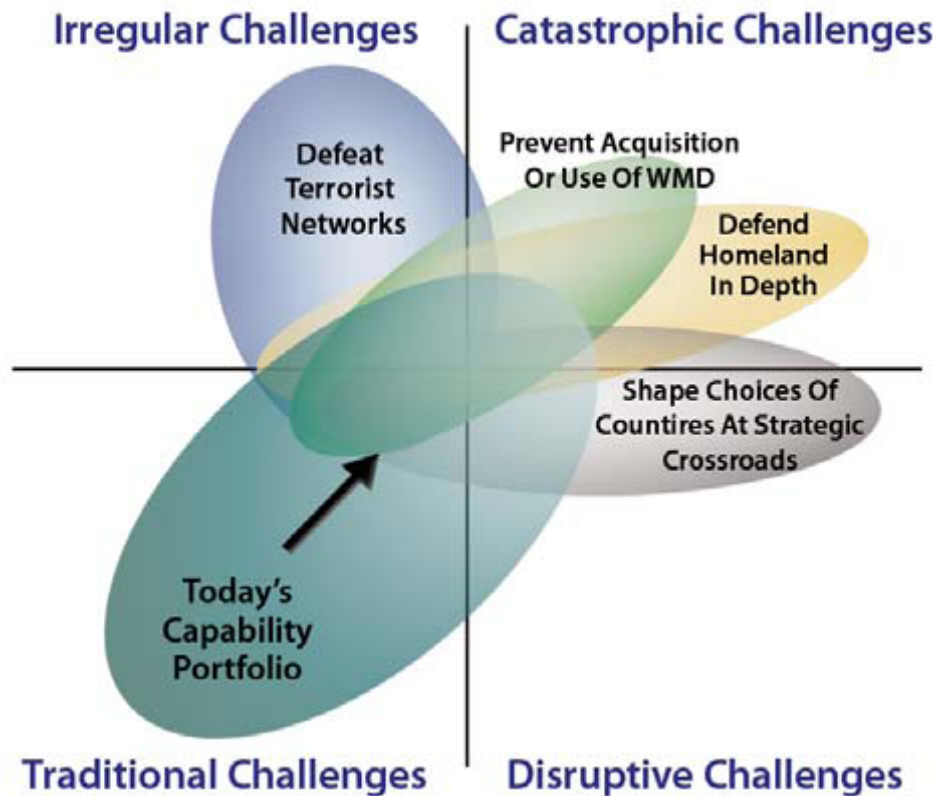 Irregular Challenges
Catastrophic Challenges
Defeat
Terrorist
Networks
Prevent Acquisition
Or Use Of WMD
Defend
Homeland
In Depth
Shape Choices Of
Countires At Strategic
Crossroads
Today's
Capability
Portfolio
Traditional Challenges
Disruptive Challenges